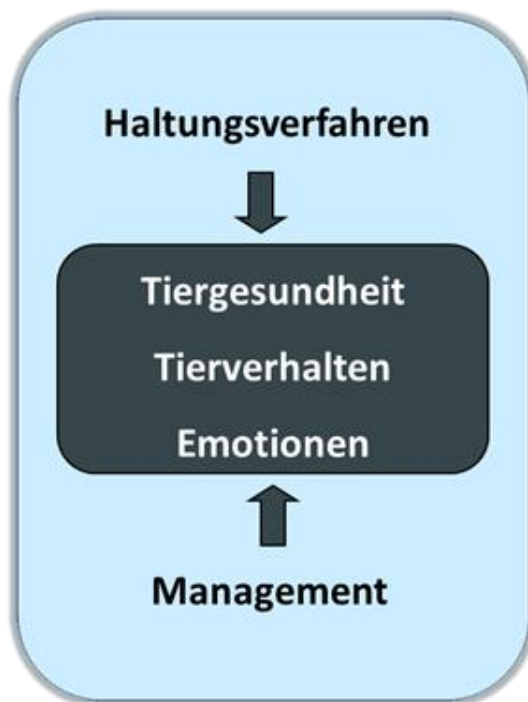 Haltungsverfahren
Tiergesundheit
Tierverhalten
Emotionen
Management